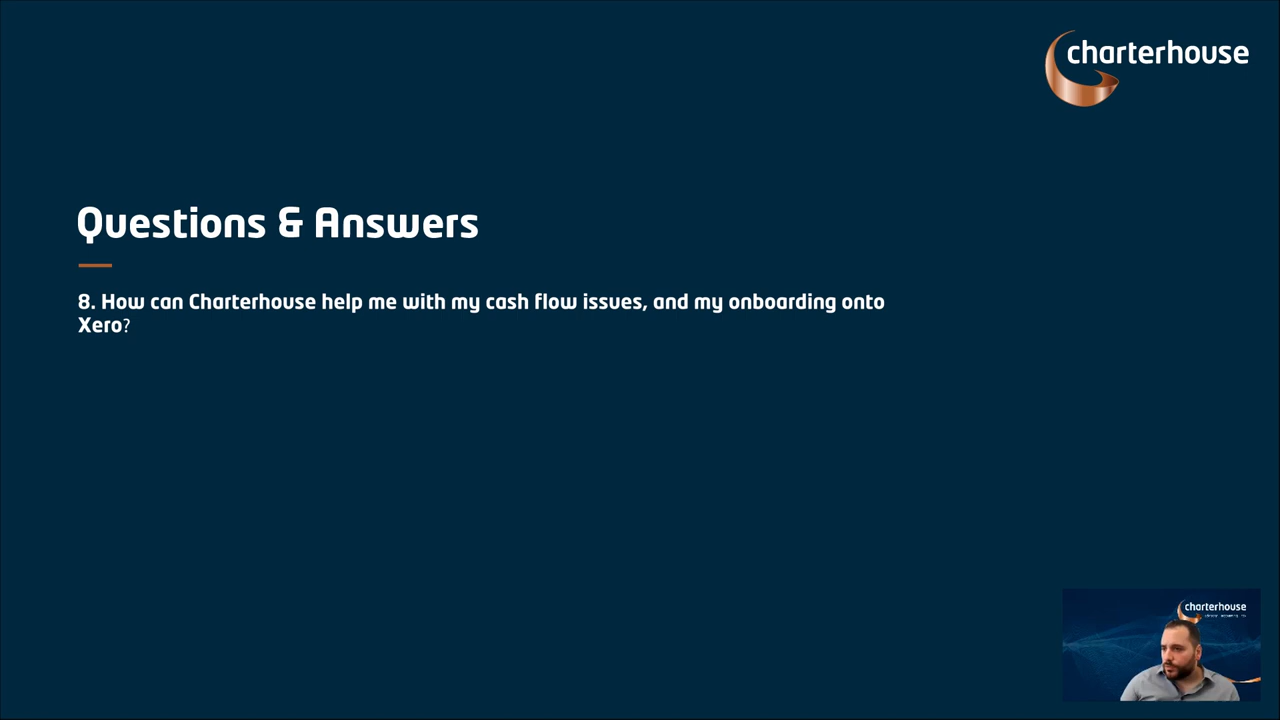 charterhouse
Questions & Answers
8. How can Charterhouse help me with my cash flow issues, and my onboarding onto
Xero?
charterhouse